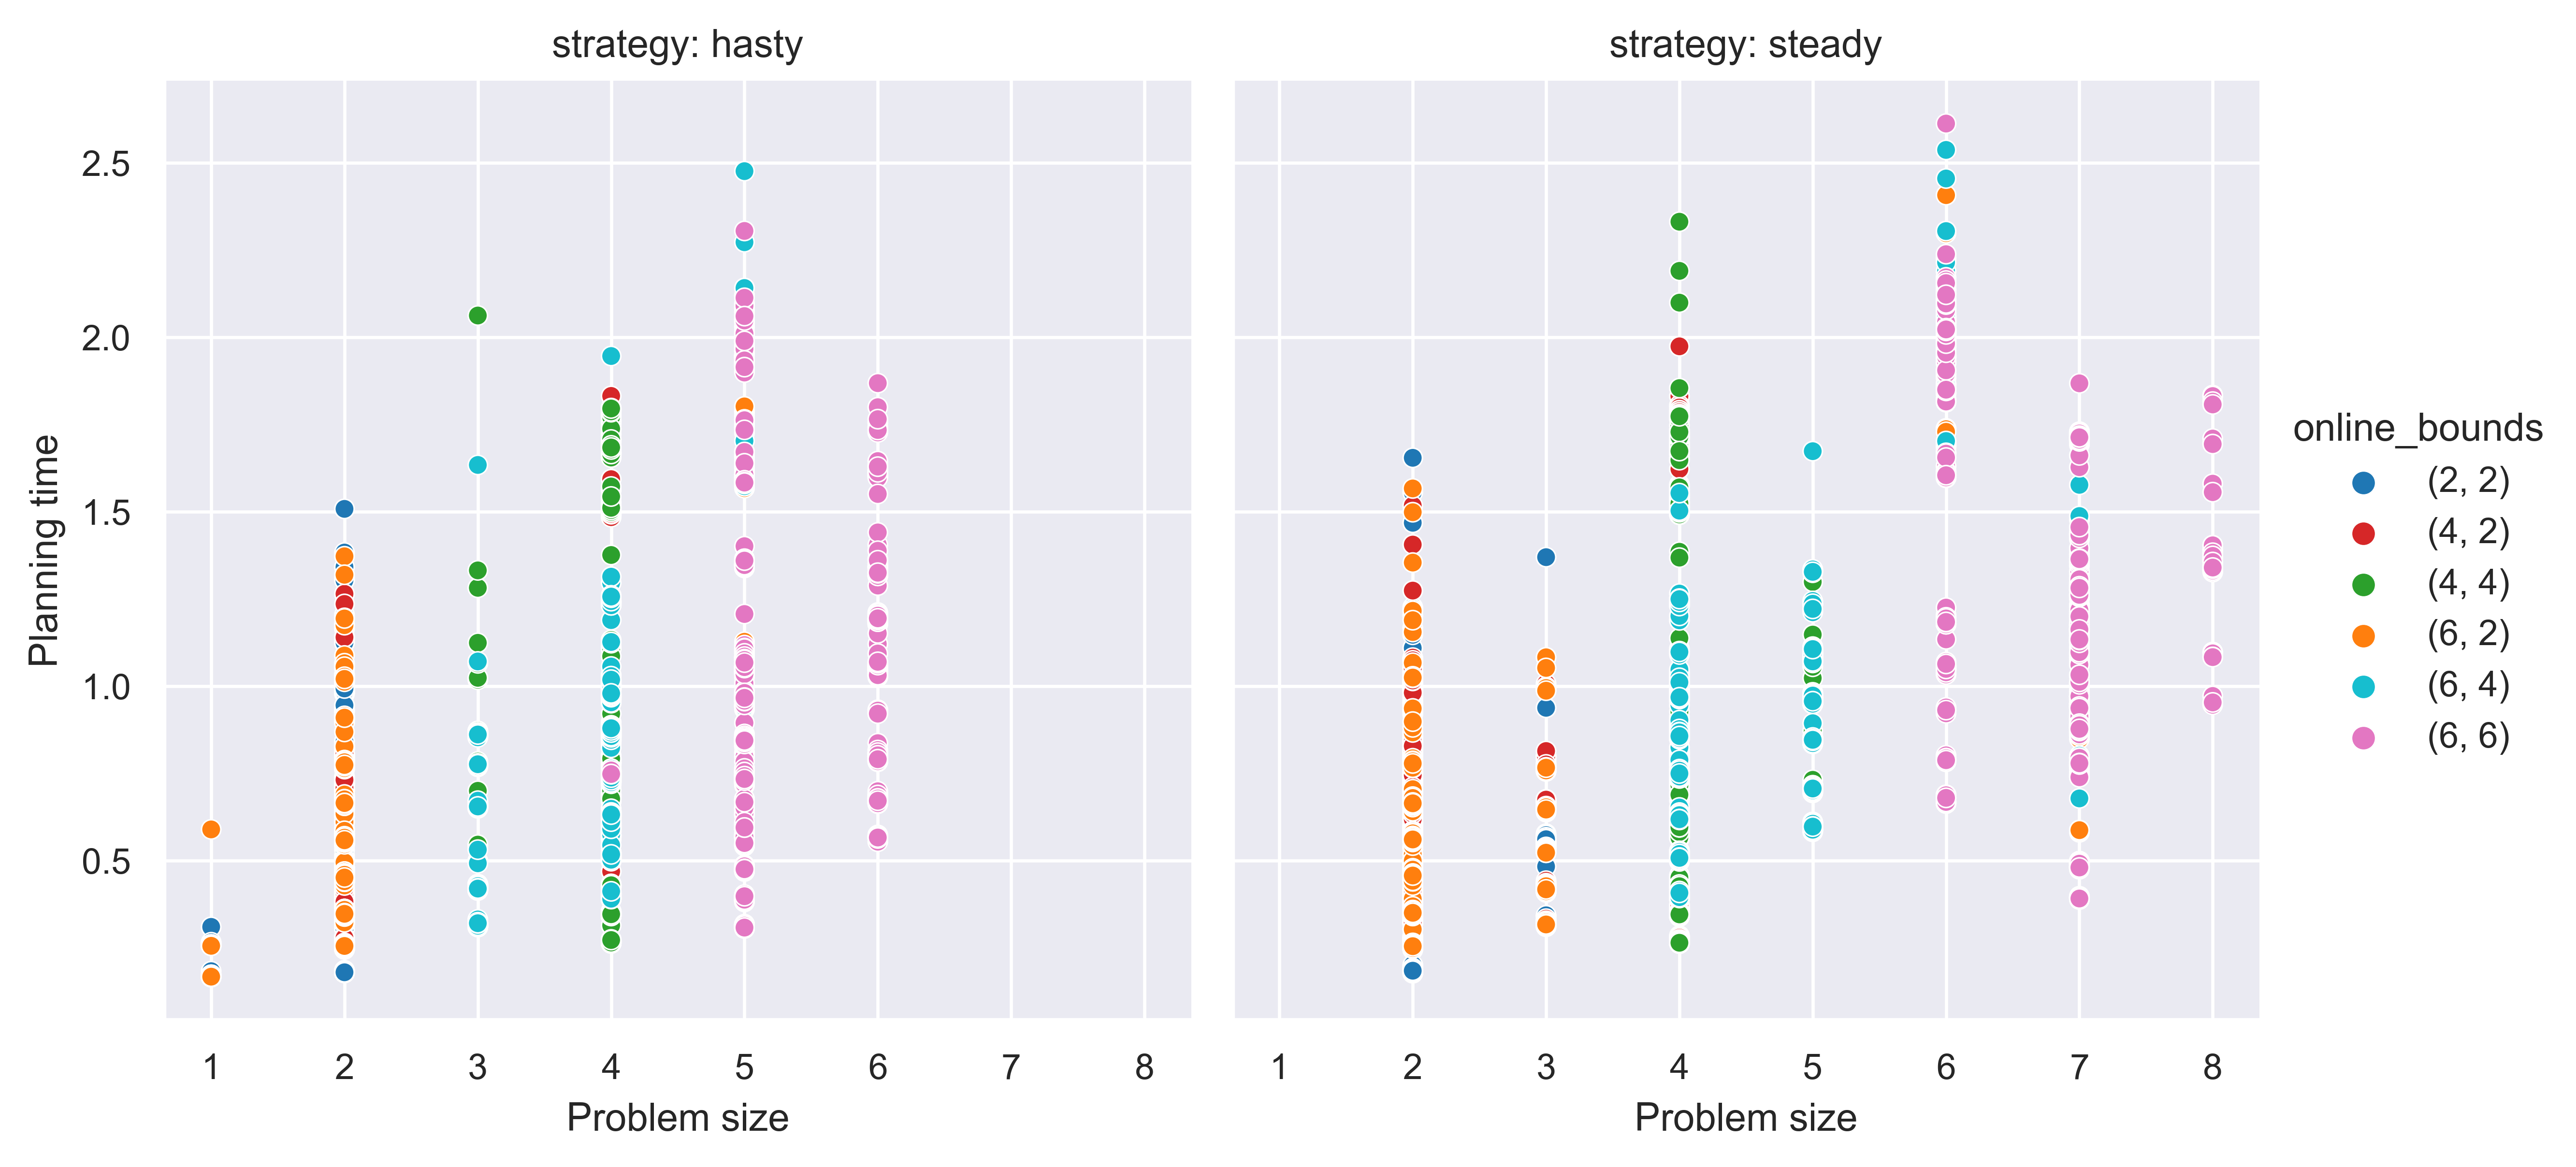 strategy: hasty
strategy: steady
Planning time
2.5
2.0
1.5
1.0
0.5
1 2 3 4 5 6 7 8
1 2 3 4 5 6 7 8
Problem size
Problem size
online_bounds
(2, 2)
(4, 2)
(4, 4)
(6, 2)
(6, 4)
(6, 6)